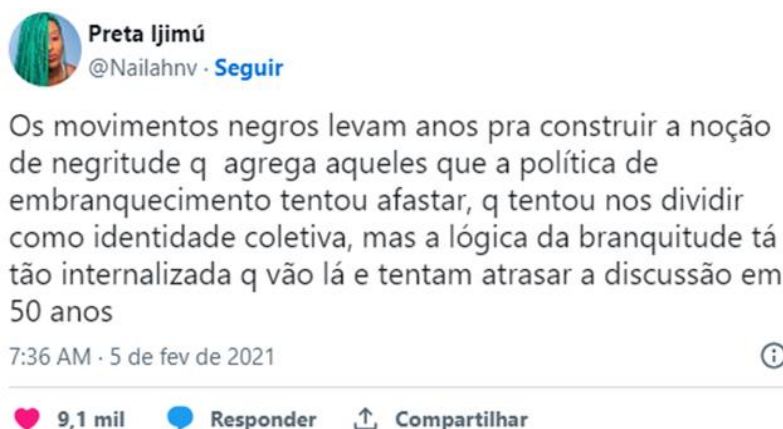 Preta Ijimú
@Nailahnv · Seguir
Os movimentos negros levam anos pra construir a noção
de negritude q agrega aqueles que a política de
embranquecimento tentou afastar, q tentou nos dividir
como identidade coletiva, mas a lógica da branquitude tá
tão internalizada q vão lá e tentam atrasar a discussão em
50 anos
7:36 AM · 5 de fev de 2021
9,1 mil Responder Compartilhar